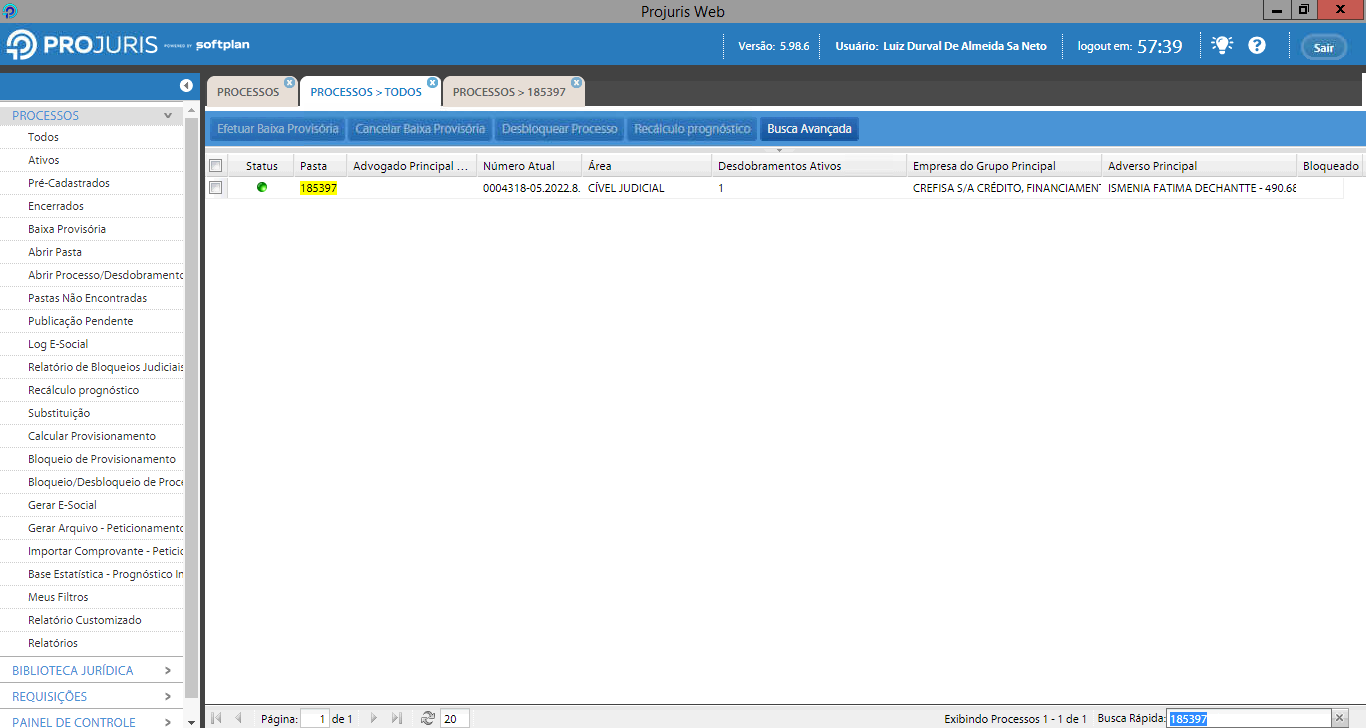 Projuris Web
PROJURIS POWERED BY softplan
Versão: 5.98.6
Usuário: Luiz Durval De Almeida Sa Neto
logout em: 57:39
Sair
PROCESSOS
PROCESSOS > TODOS
PROCESSOS > 185397
Efetuar Baixa Provisória
Cancelar Baixa Provisória
Desbloquear Processo
Recálculo prognóstico
Busca Avançada
PROCESSOS
Todos
Ativos
Pré-Cadastrados
Encerrados
Baixa Provisória
Abrir Pasta
Abrir Processo/Desdobramento
Pastas Não Encontradas
Publicação Pendente
Log E-Social
Relatório de Bloqueios Judiciais
Recálculo prognóstico
Substituição
Calcular Provisionamento
Bloqueio de Provisionamento
Bloqueio/Desbloqueio de Proce
Gerar E-Social
Gerar Arquivo - Peticionamento
Importar Comprovante - Petici
Base Estatística - Prognóstico In
Meus Filtros
Relatório Customizado
Relatórios
BIBLIOTECA JURÍDICA
REQUISIÇÕES
PAINEL DE CONTROLE
Status Pasta Advogado Principal ... Número Atual Área Desdobramentos Ativos Empresa do Grupo Principal Adverso Principal Bloqueado
185397 0004318-05.2022.8. CÍVEL JUDICIAL 1 CREFISA S/A CRÉDITO, FINANCIAMEN ISMENIA FATIMA DECHANTTE - 490.68
Página: 1 de 1
20
Exibindo Processos 1 - 1 de 1
Busca Rápida: 185397